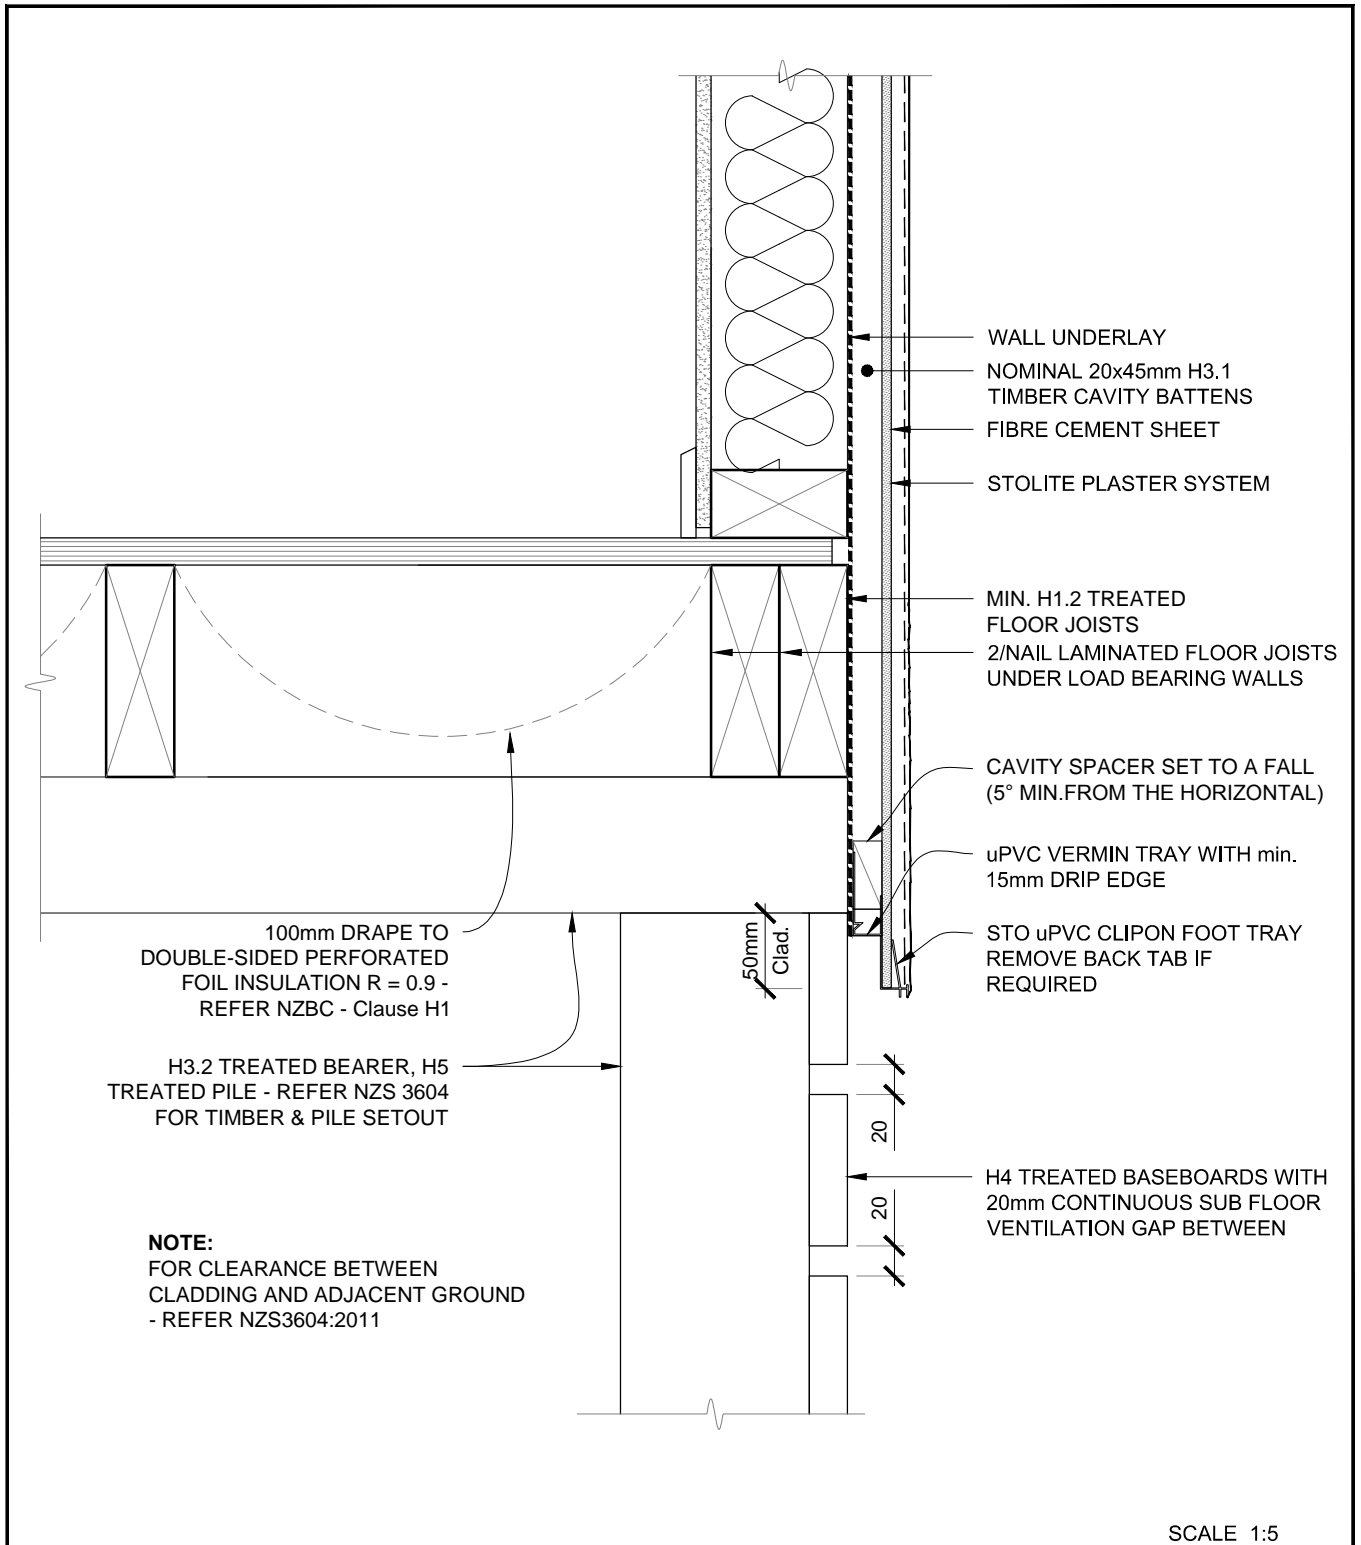 WALL UNDERLAY
NOMINAL 20x45mm H3.1
TIMBER CAVITY BATTENS
FIBRE CEMENT SHEET
STOLITE PLASTER SYSTEM
MIN. H1.2 TREATED
FLOOR JOISTS
2/NAIL LAMINATED FLOOR JOISTS
UNDER LOAD BEARING WALLS
CAVITY SPACER SET TO A FALL
(5° MIN.FROM THE HORIZONTAL)
uPVC VERMIN TRAY WITH min.
15mm DRIP EDGE
STO uPVC CLIPON FOOT TRAY
REMOVE BACK TAB IF
REQUIRED
100mm DRAPE TO
DOUBLE-SIDED PERFORATED
FOIL INSULATION R = 0.9 -
REFER NZBC - Clause H1
50mm
Clad.
H3.2 TREATED BEARER, H5
TREATED PILE - REFER NZS 3604
FOR TIMBER & PILE SETOUT
20
20
H4 TREATED BASEBOARDS WITH
20mm CONTINUOUS SUB FLOOR
VENTILATION GAP BETWEEN
NOTE:
FOR CLEARANCE BETWEEN
CLADDING AND ADJACENT GROUND
- REFER NZS3604:2011
SCALE 1:5